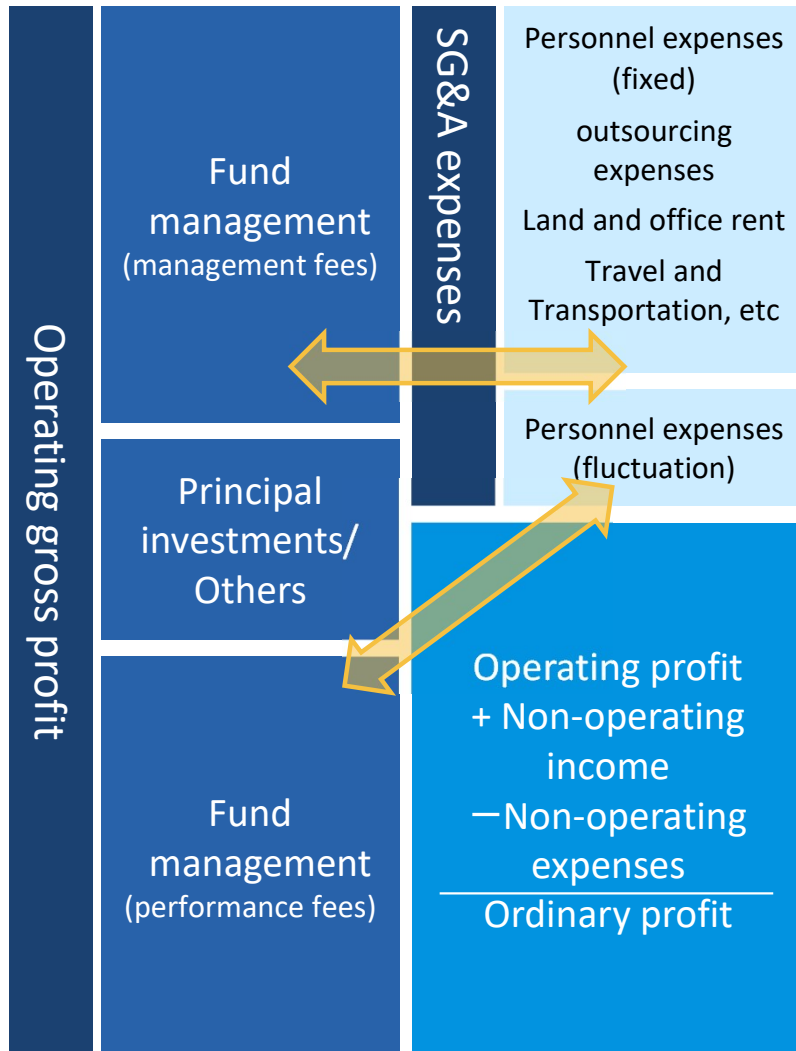 Operating gross profit
Fund
management
(management fees)
Principal
investments/
Others
Fund
management
(performance fees)
SG&A expenses
Personnel expenses
(fixed)
outsourcing
expenses
Land and office rent
Travel and
Transportation, etc
Personnel expenses
(fluctuation)
Operating profit
+ Non-operating
income
－Non-operating
expenses
Ordinary profit